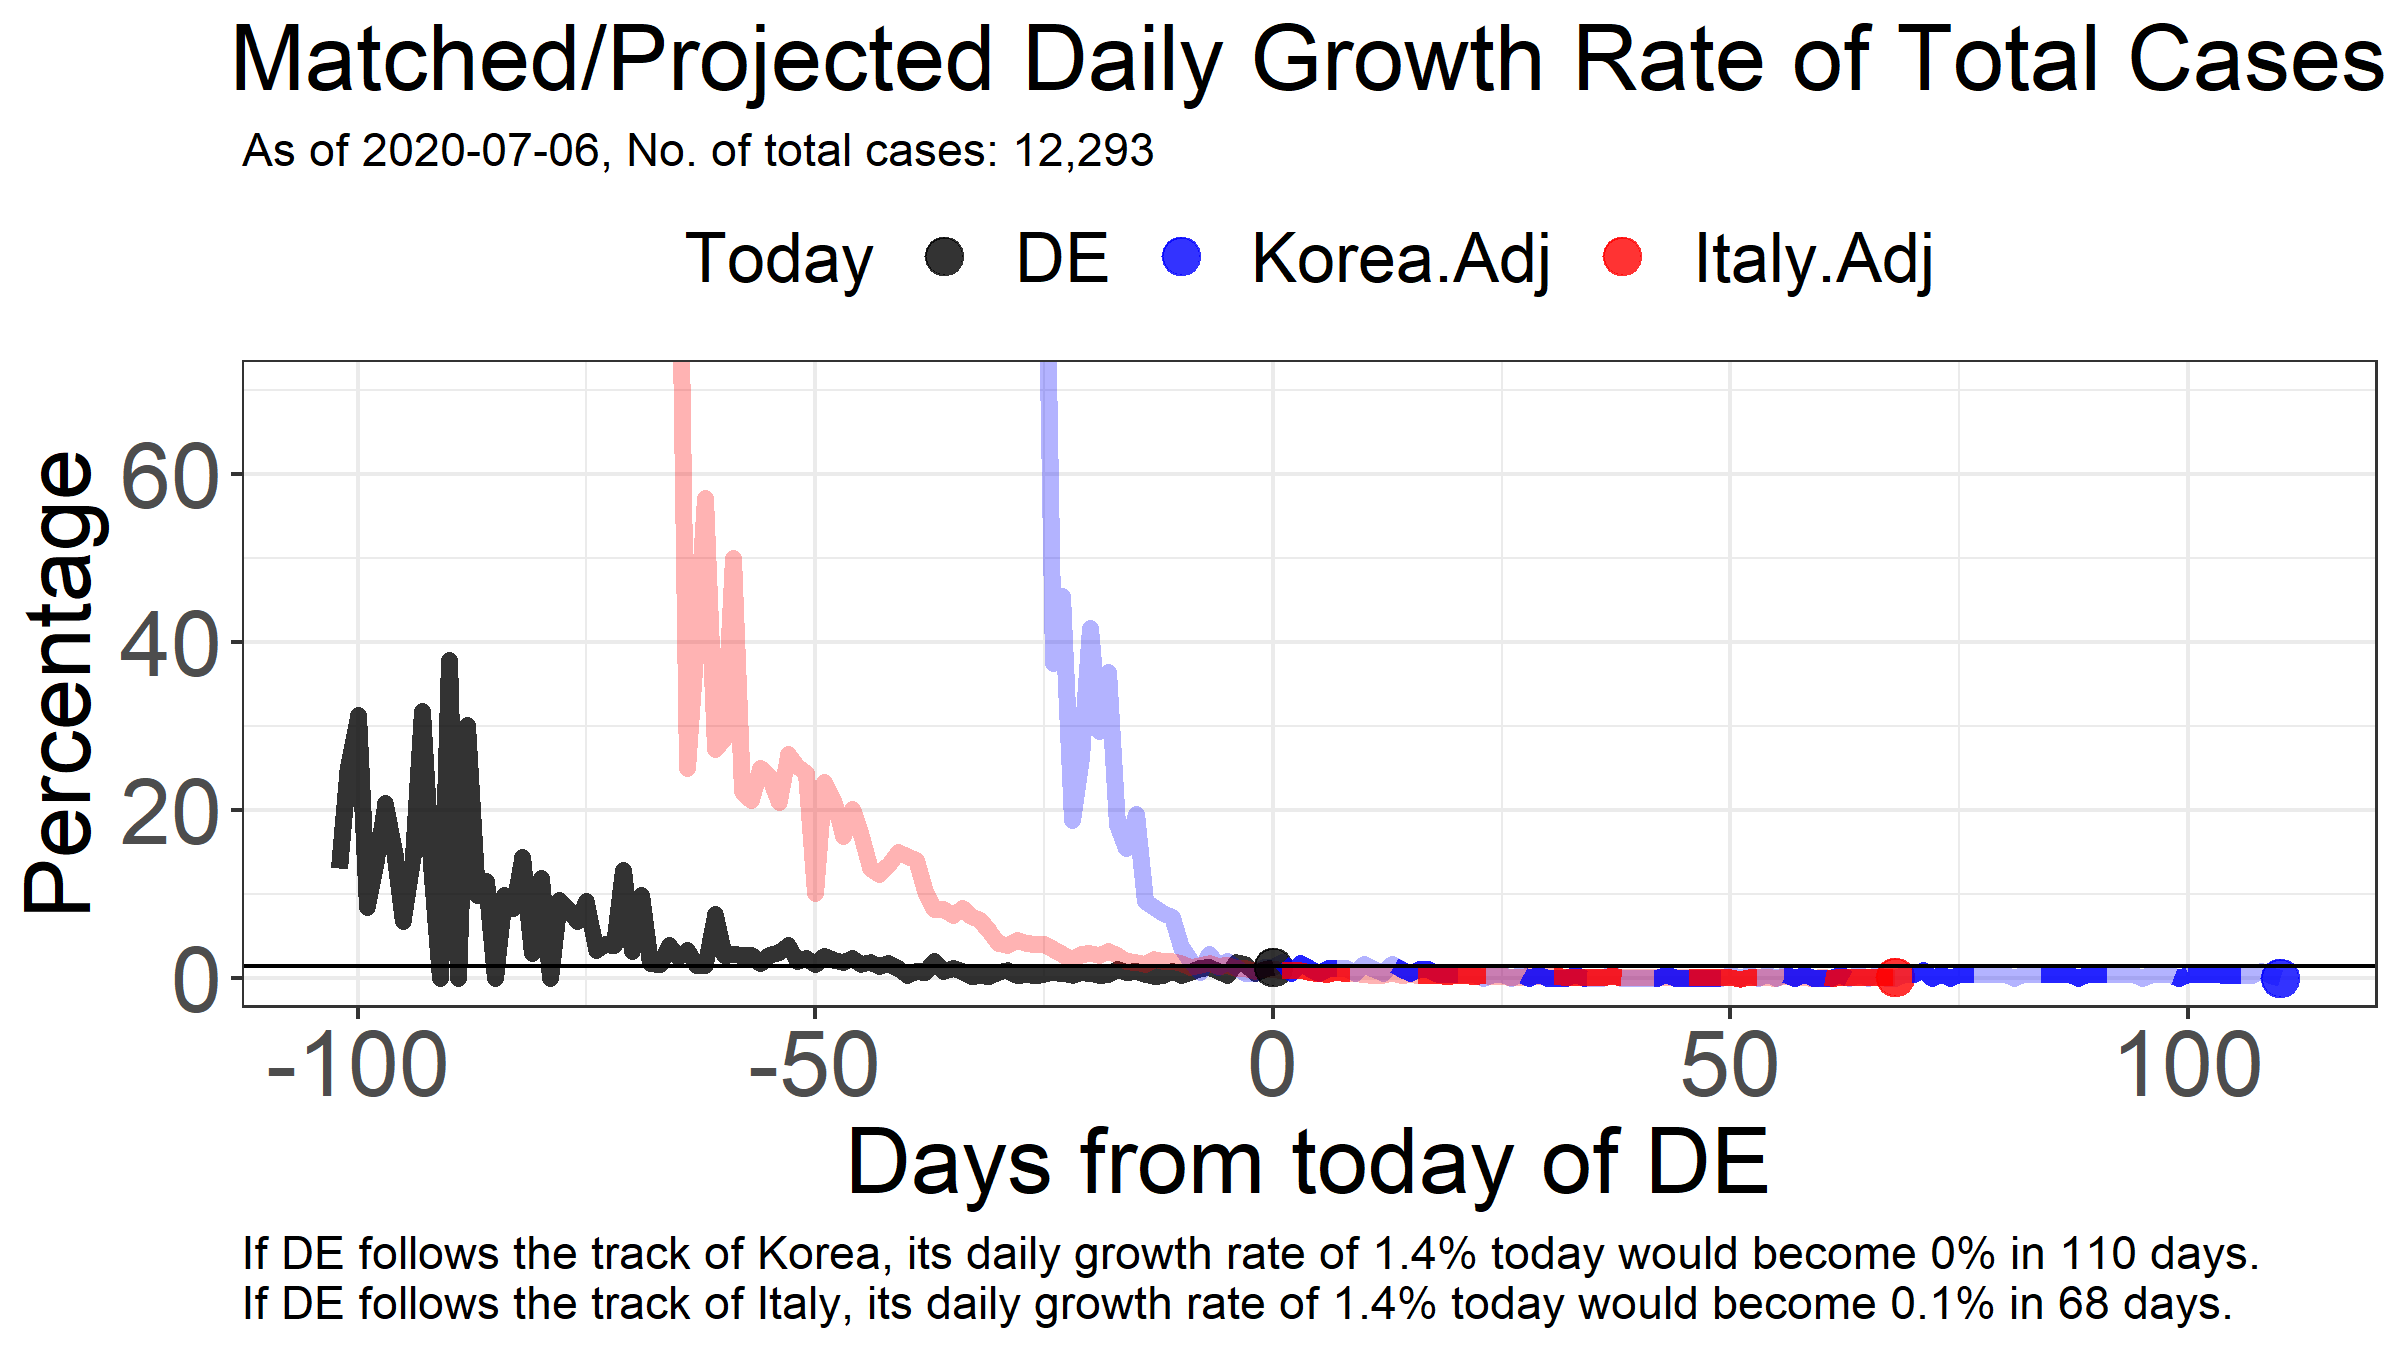 Matched/Projected Daily Growth Rate of Total Cases
As of 2020-07-06, No. of total cases: 12,293
Today DE Korea.Adj Italy.Adj
Percentage
60
40
20
0
-100 -50 0 50 100
Days from today of DE
If DE follows the track of Korea, its daily growth rate of 1.4% today would become 0% in 110 days.
If DE follows the track of Italy, its daily growth rate of 1.4% today would become 0.1% in 68 days.